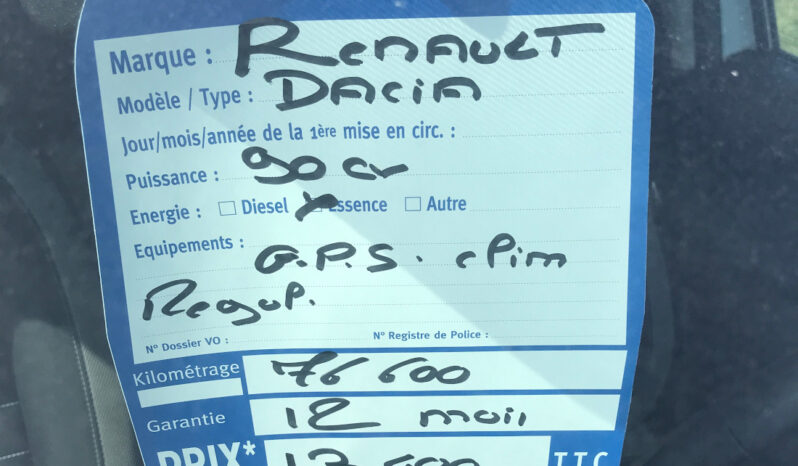 Marque : RENAULT
Modèle / Type : DACIA
Jour/mois/année de la 1ère mise en circ. :
Puissance : 90 cv
Energie : ☐ Diesel ☒ Essence ☐ Autre
Equipements : G.P.S. clim
Regul.
N° Dossier VO : N° Registre de Police :
Kilométrage 76 600
Garantie 12 mois
PRIX* TTC